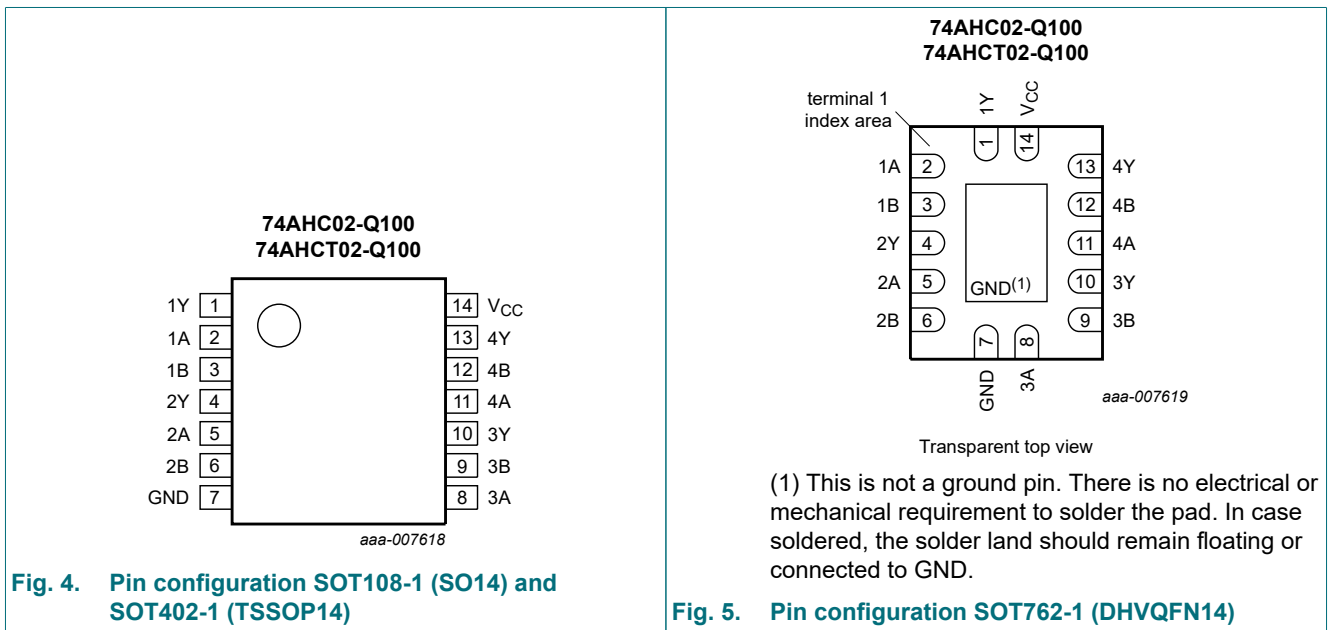 74AHC02-Q100
74AHCT02-Q100
1Y 1
1A 2
1B 3
2Y 4
2A 5
2B 6
GND 7
14 VCC
13 4Y
12 4B
11 4A
10 3Y
9 3B
8 3A
aaa-007618
Fig. 4. Pin configuration SOT108-1 (SO14) and
SOT402-1 (TSSOP14)
74AHC02-Q100
74AHCT02-Q100
terminal 1
index area
1Y
VCC
1
14
1A 2
1B 3
2Y 4
2A 5
2B 6
13 4Y
12 4B
11 4A
10 3Y
9 3B
GND(1)
7
8
GND
3A
aaa-007619
Transparent top view
(1) This is not a ground pin. There is no electrical or
mechanical requirement to solder the pad. In case
soldered, the solder land should remain floating or
connected to GND.
Fig. 5. Pin configuration SOT762-1 (DHVQFN14)